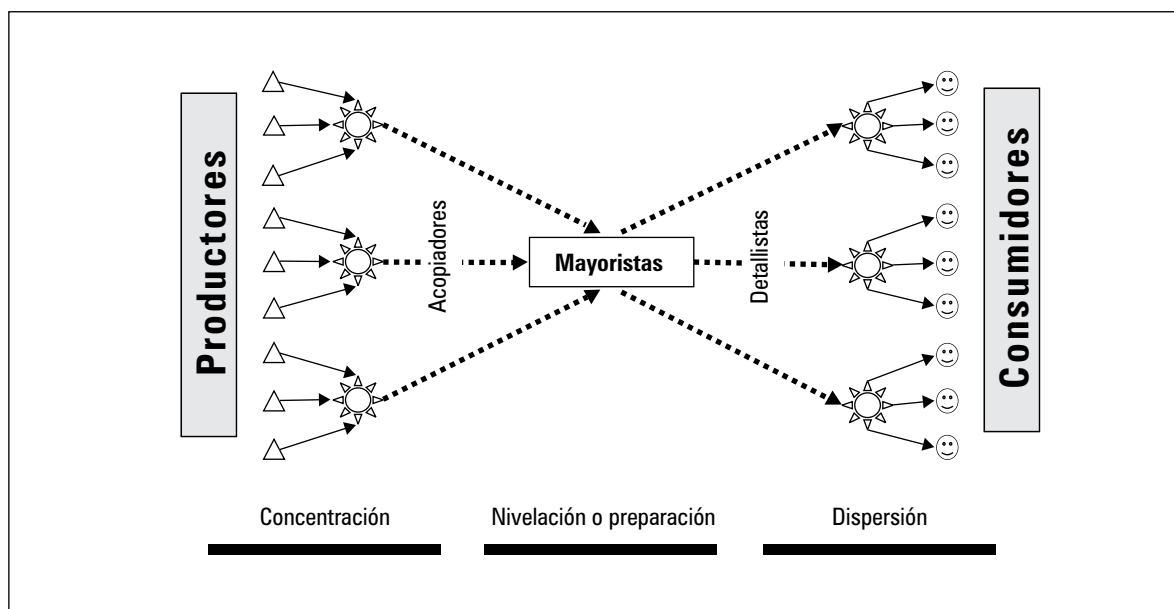 Productores
Acopiadores
Mayoristas
Detallistas
Consumidores
Concentración
Nivelación o preparación
Dispersión